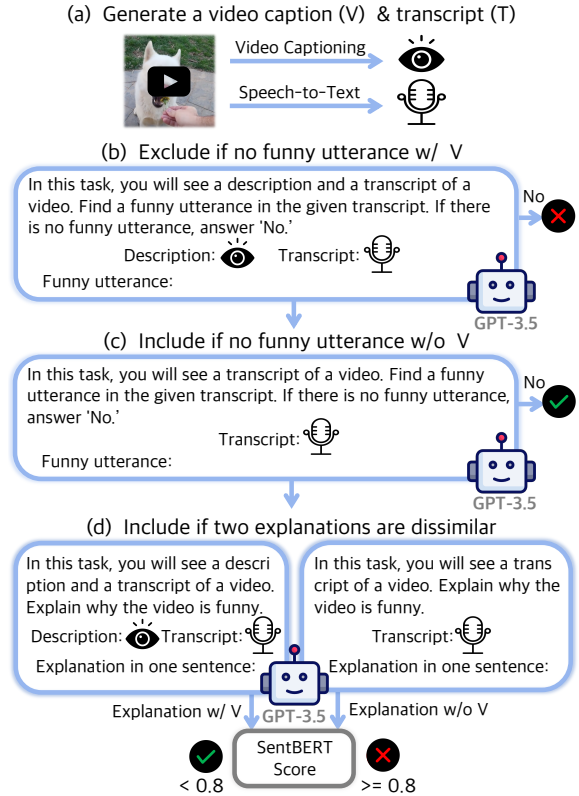 (a) Generate a video caption (V) & transcript (T)
Video Captioning
Speech-to-Text
(b) Exclude if no funny utterance w/ V
In this task, you will see a description and a transcript of a
video. Find a funny utterance in the given transcript. If there
is no funny utterance, answer 'No.'
Description: Transcript:
Funny utterance:
No
GPT-3.5
(c) Include if no funny utterance w/o V
In this task, you will see a transcript of a video. Find a funny
utterance in the given transcript. If there is no funny utterance,
answer 'No.'
Transcript:
Funny utterance:
No
GPT-3.5
(d) Include if two explanations are dissimilar
In this task, you will see a descri
ption and a transcript of a video.
Explain why the video is funny.
Description: Transcript:
Explanation in one sentence:
In this task, you will see a trans
cript of a video. Explain why the
video is funny.
Transcript:
Explanation in one sentence:
GPT-3.5
Explanation w/ V
Explanation w/o V
SentBERT
Score
< 0.8
>= 0.8